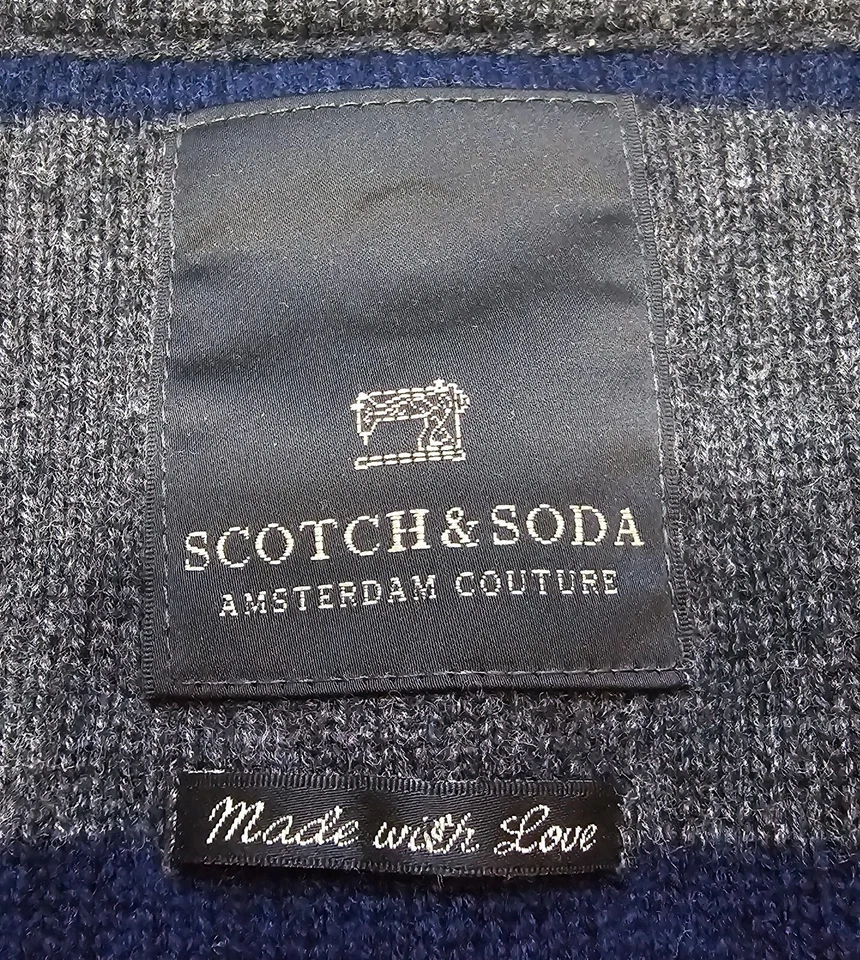 SCOTCH & SODA
AMSTERDAM COUTURE
Made with Love